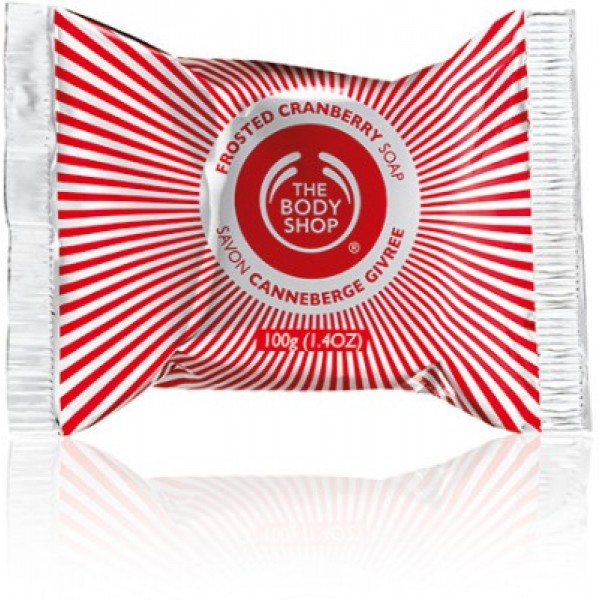 FROSTED CRANBERRY SOAP
THE
BODY
SHOP
®
SAVON CANNEBERGE GIVREE
100g (1.4OZ)